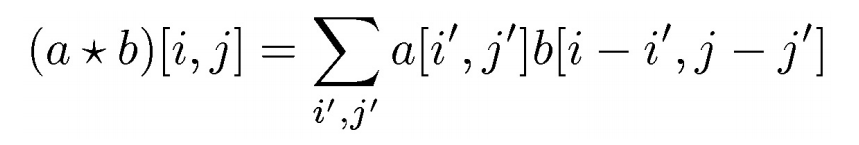 (a ⋆ b)[i, j] = ∑_{i′,j′} a[i′, j′]b[i − i′, j − j′]